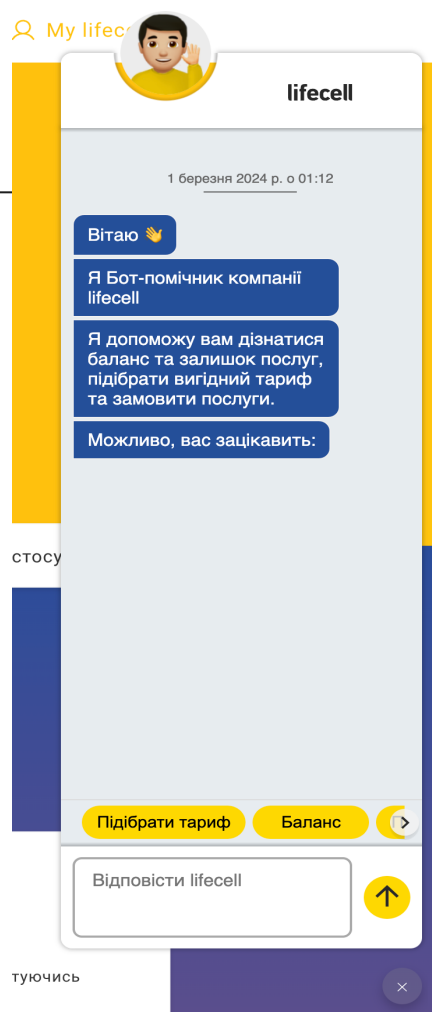 My lifec
lifecell
1 березня 2024 р. о 01:12
Вітаю 👋
Я Бот-помічник компанії
lifecell
Я допоможу вам дізнатися
баланс та залишок послуг,
підібрати вигідний тариф
та замовити послуги.
Можливо, вас зацікавить:
стосу
Підібрати тариф
Баланс
Відповісти lifecell
туючись